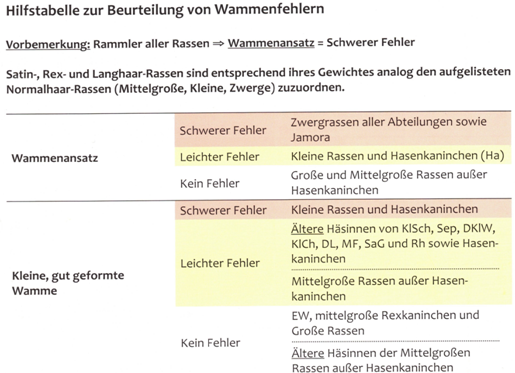 Hilfstabelle zur Beurteilung von Wammenfehlern
Vorbemerkung: Rammler aller Rassen ⇒ Wammenansatz = Schwerer Fehler
Satin-, Rex- und Langhaar-Rassen sind entsprechend ihres Gewichtes analog den aufgelisteten
Normalhaar-Rassen (Mittelgroße, Kleine, Zwerge) zuzuordnen.
Wammenansatz
Schwerer Fehler
Zwergrassen aller Abteilungen sowie
Jamora
Leichter Fehler
Kleine Rassen und Hasenkaninchen (Ha)
Kein Fehler
Große und Mittelgroße Rassen außer
Hasenkaninchen
Kleine, gut geformte
Wamme
Schwerer Fehler
Kleine Rassen und Hasenkaninchen
Leichter Fehler
Ältere Häsinnen von KlSch, Sep, DKlW,
KlCh, DL, MF, SaG und Rh sowie Hasen-
kaninchen
Mittelgroße Rassen außer Hasen-
kaninchen
Kein Fehler
EW, mittelgroße Rexkaninchen und
Große Rassen
Ältere Häsinnen der Mittelgroßen
Rassen außer Hasenkaninchen